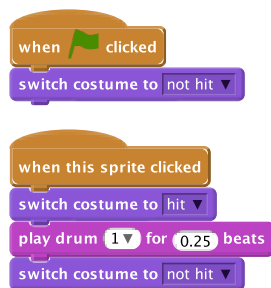 when clicked
switch costume to not hit
when this sprite clicked
switch costume to hit
play drum 1 for 0.25 beats
switch costume to not hit